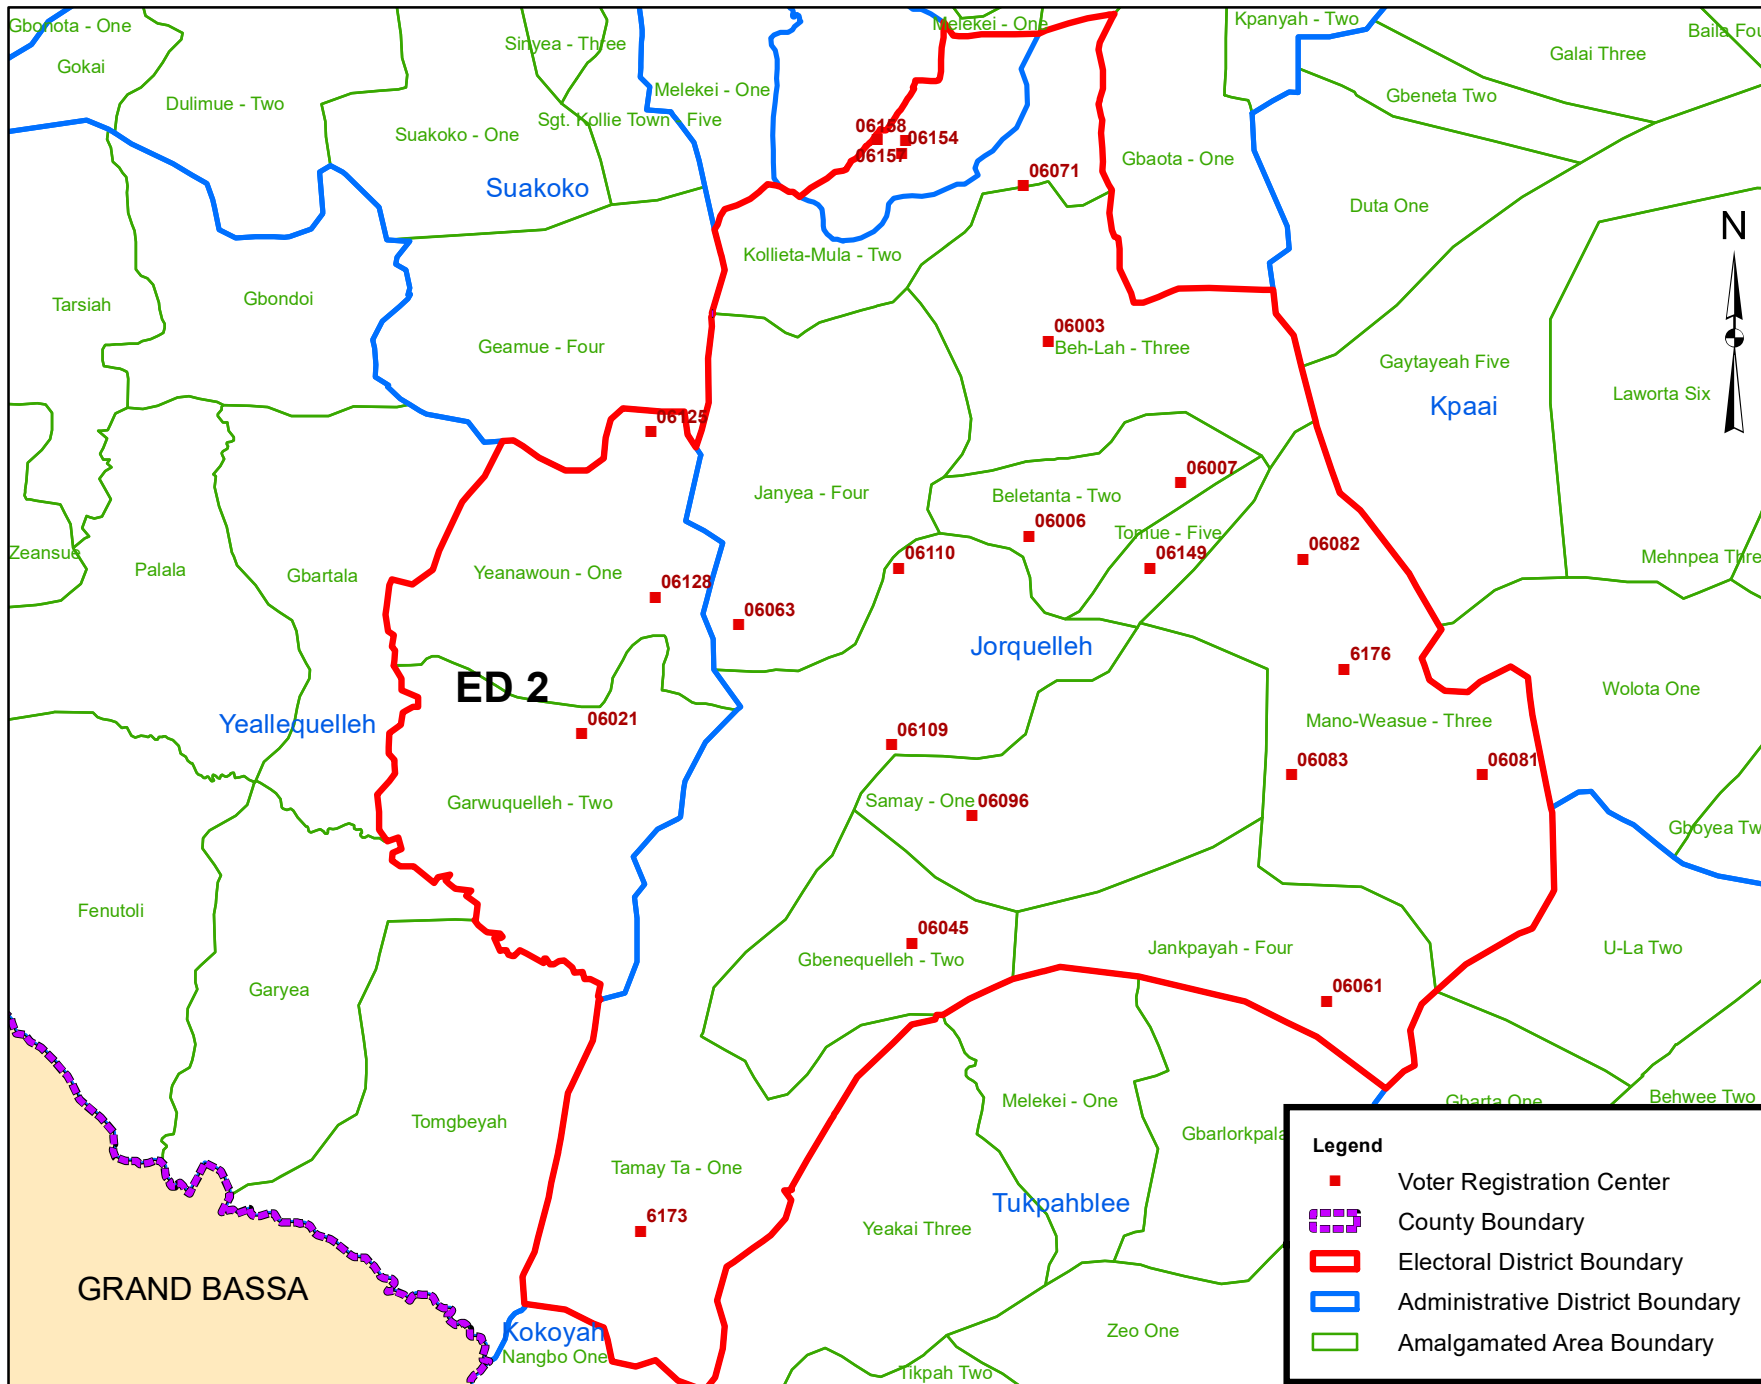 Gbonota - One
Melekei - One
Kpanyah - Two
Baila Fou
Sinyea - Three
Galai Three
Gokai
Melekei - One
Gbeneta Two
Dulimue - Two
Sgt. Kollie Town - Five
Suakoko - One
06158
06154
06157
Gbaota - One
06071
Suakoko
Duta One
N
Kollieta-Mula - Two
Tarsiah
Gbondoi
06003
Geamue - Four
Beh-Lah - Three
Gaytayeah Five
Laworta Six
Kpaai
06125
06007
Janyea - Four
Beletanta - Two
06006
Tomue - Five
06082
Zeansue
06110
06149
Mehnpea Thre
Palala
Gbartala
Yeanawoun - One
06128
06063
Jorquelleh
6176
ED 2
Wolota One
06021
Yeallequelleh
Mano-Weasue - Three
06109
06083
06081
Garwuquelleh - Two
Samay - One
06096
Gboyea Tw
Fenutoli
06045
Jankpayah - Four
U-La Two
Gbenequelleh - Two
06061
Garyea
Melekei - One
Gbarta One
Behwee Two
Tomgbeyah
Gbarlorkpala
Tamay Ta - One
Tukpahblee
6173
Yeakai Three
GRAND BASSA
Kokoyah
Zeo One
Nangbo One
Tikpah Two
Legend
Voter Registration Center
County Boundary
Electoral District Boundary
Administrative District Boundary
Amalgamated Area Boundary